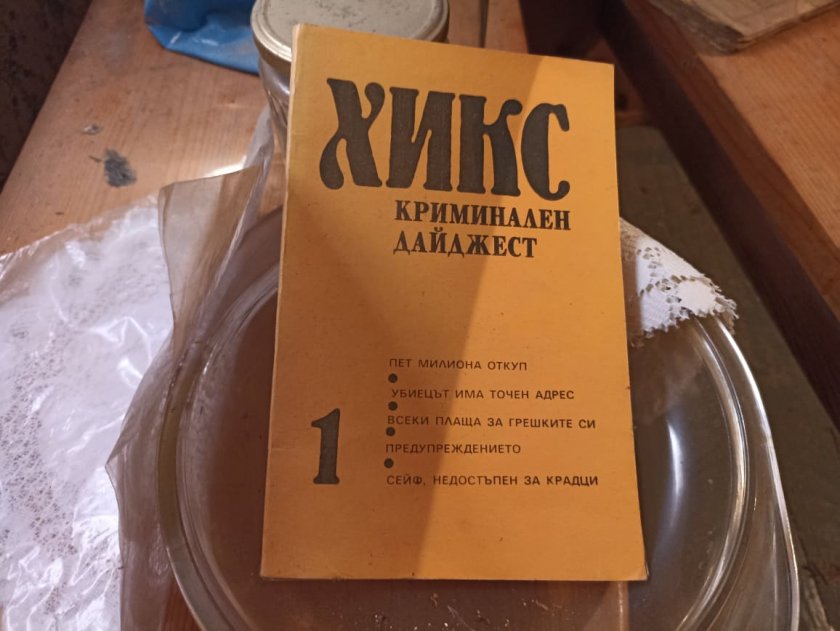 ХИКС
КРИМИНАЛЕН
ДАЙДЖЕСТ
ПЕТ МИЛИОНА ОТКУП
УБИЕЦЪТ ИМА ТОЧЕН АДРЕС
ВСЕКИ ПЛАЩА ЗА ГРЕШКИТЕ СИ
ПРЕДУПРЕЖДЕНИЕТО
СЕЙФ, НЕДОСТЪПЕН ЗА КРАДЦИ
1